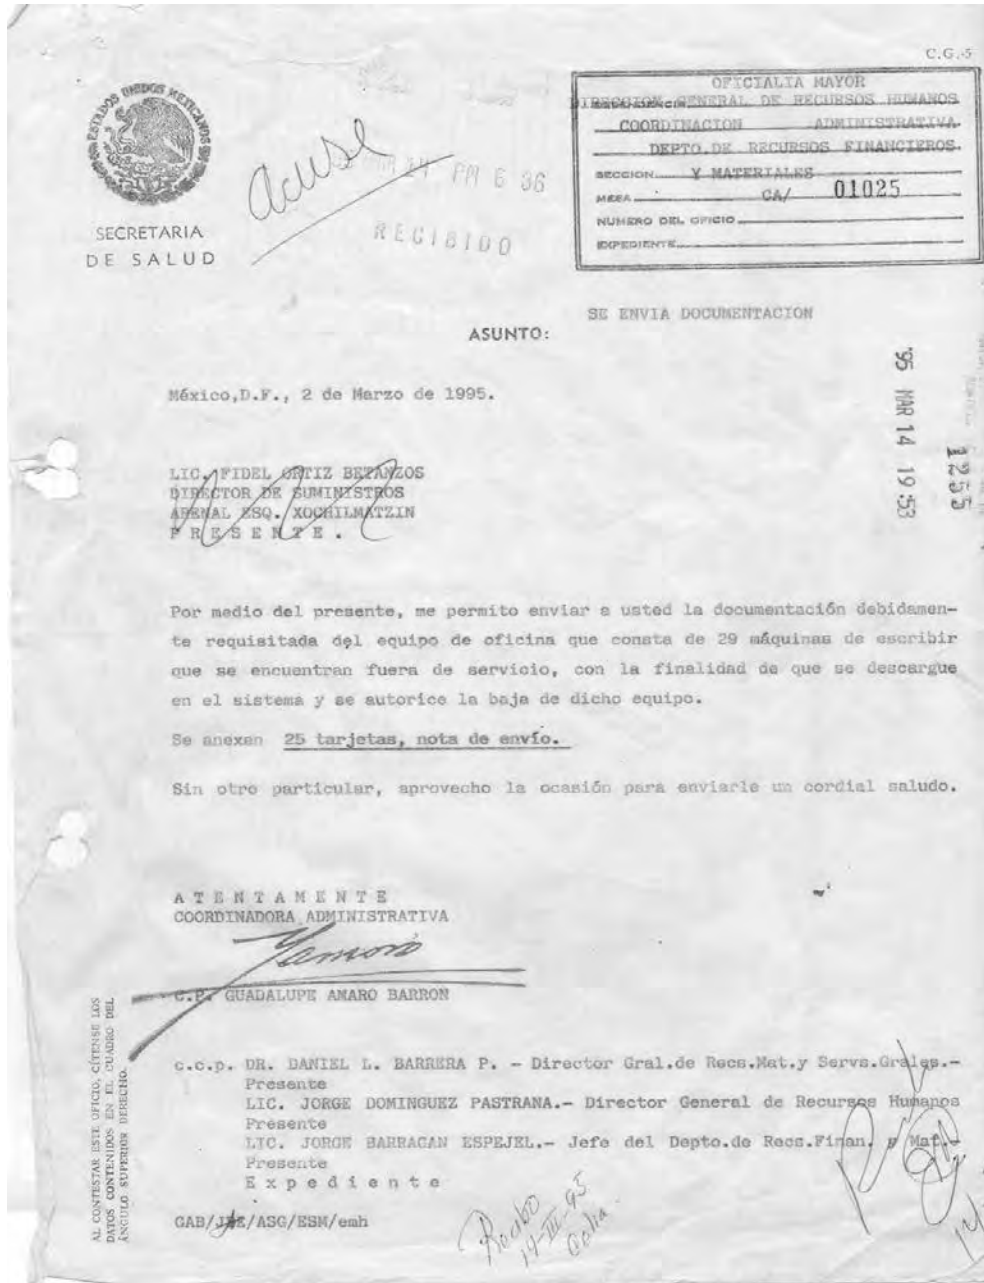 C.G.-5
OFICIALIA MAYOR
DIRECCION GENERAL DE RECURSOS HUMANOS
COORDINACION ADMINISTRATIVA
DEPTO. DE RECURSOS FINANCIEROS
SECCION Y MATERIALES
MESA CA/ 01025
NUMERO DEL OFICIO
EXPEDIENTE
ESTADOS UNIDOS MEXICANOS
SECRETARIA
DE SALUD
acuse
PM 6 36
RECIBIDO
SE ENVIA DOCUMENTACION
ASUNTO:
'95 MAR 14 19:53
1255
México,D.F., 2 de Marzo de 1995.
LIC. FIDEL ORTIZ BETANZOS
DIRECTOR DE SUMINISTROS
ARENAL ESQ. XOCHILMATZIN
P R E S E N T E .
Por medio del presente, me permito enviar a usted la documentación debidamen-
te requisitada del equipo de oficina que consta de 29 máquinas de escribir
que se encuentran fuera de servicio, con la finalidad de que se descargue
en el sistema y se autorice la baja de dicho equipo.
Se anexan 25 tarjetas, nota de envío.
Sin otro particular, aprovecho la ocasión para enviarle un cordial saludo.
A T E N T A M E N T E
COORDINADORA ADMINISTRATIVA
C.P. GUADALUPE AMARO BARRON
c.c.p. DR. DANIEL L. BARRERA P. - Director Gral.de Recs.Mat.y Servs.Grales.-
Presente
LIC. JORGE DOMINGUEZ PASTRANA.- Director General de Recursos Humanos
Presente
LIC. JORGE BARRAGAN ESPEJEL.- Jefe del Depto.de Recs.Finan. y Mat.-
Presente
E x p e d i e n t e
GAB/JBE/ASG/ESM/emh
Recibo
14-III-95
AL CONTESTAR ESTE OFICIO, CITENSE LOS
DATOS CONTENIDOS EN EL CUADRO DEL
ÁNGULO SUPERIOR DERECHO.